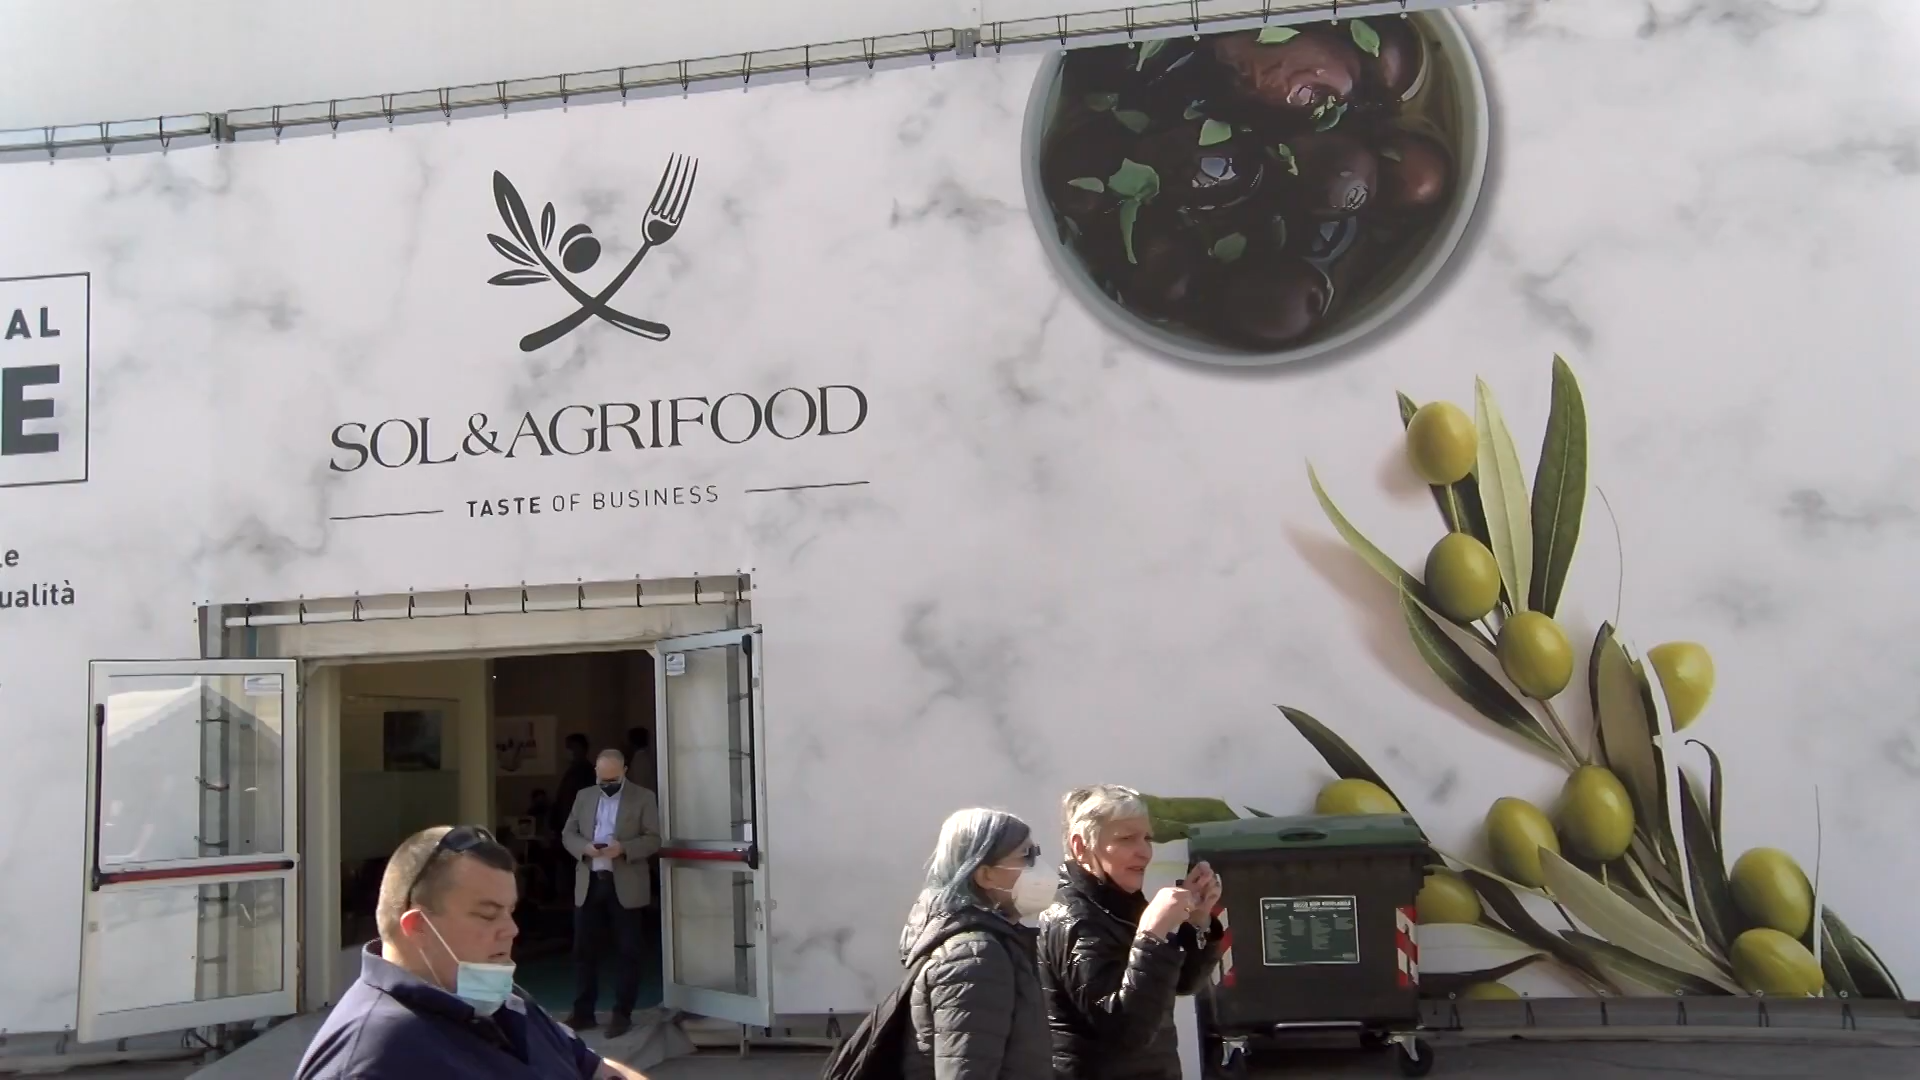 AL
E
le
ualità
SOL&AGRIFOOD
TASTE OF BUSINESS